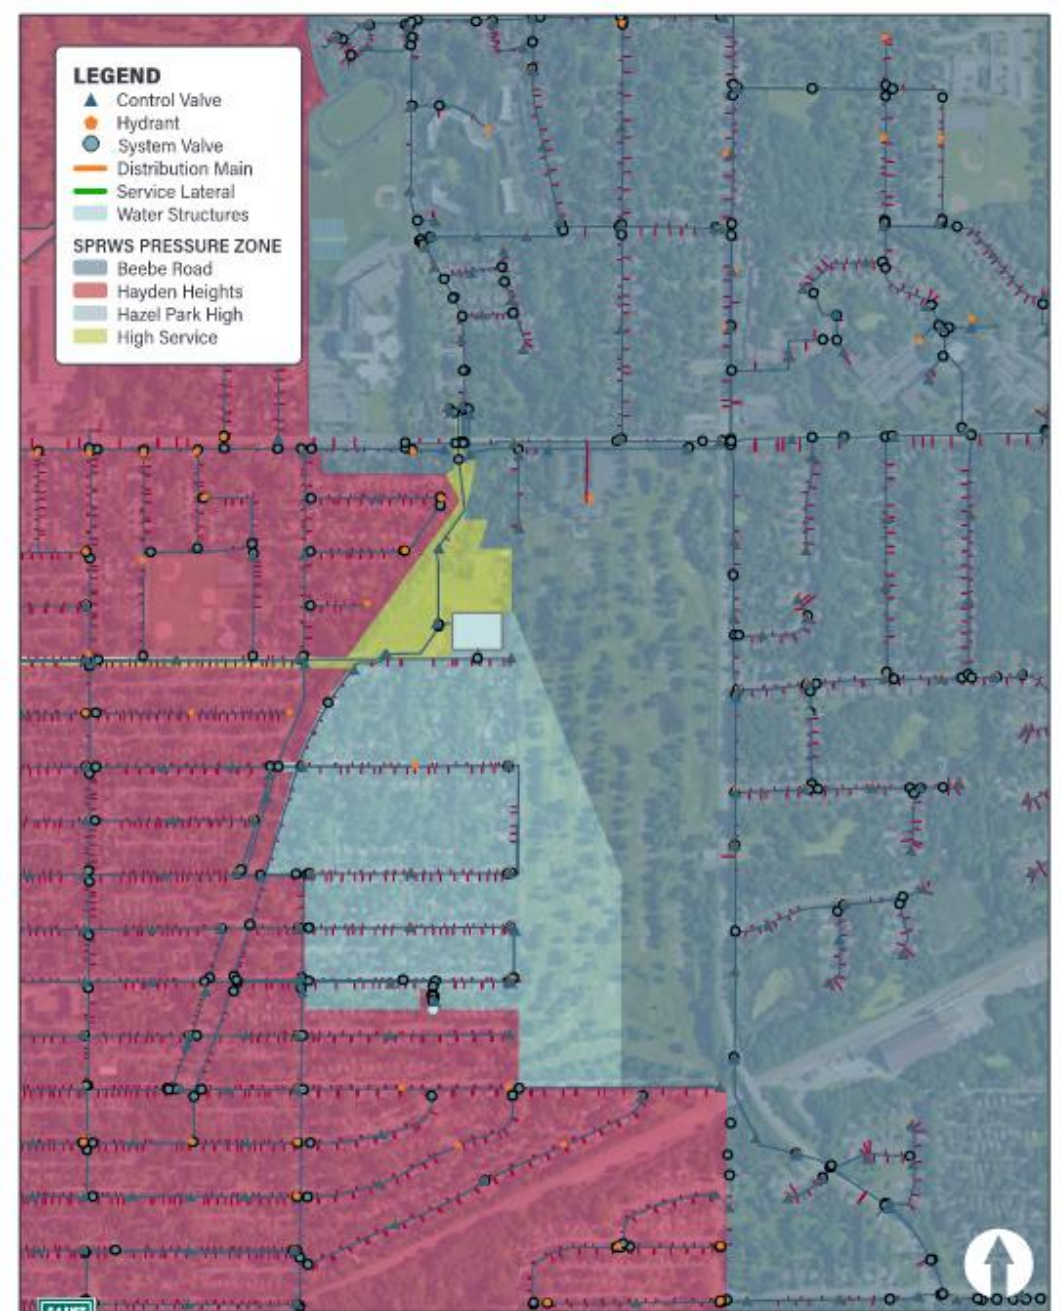 LEGEND
Control Valve
Hydrant
System Valve
Distribution Main
Service Lateral
Water Structures
SPRWS PRESSURE ZONE
Beebe Road
Hayden Heights
Hazel Park High
High Service